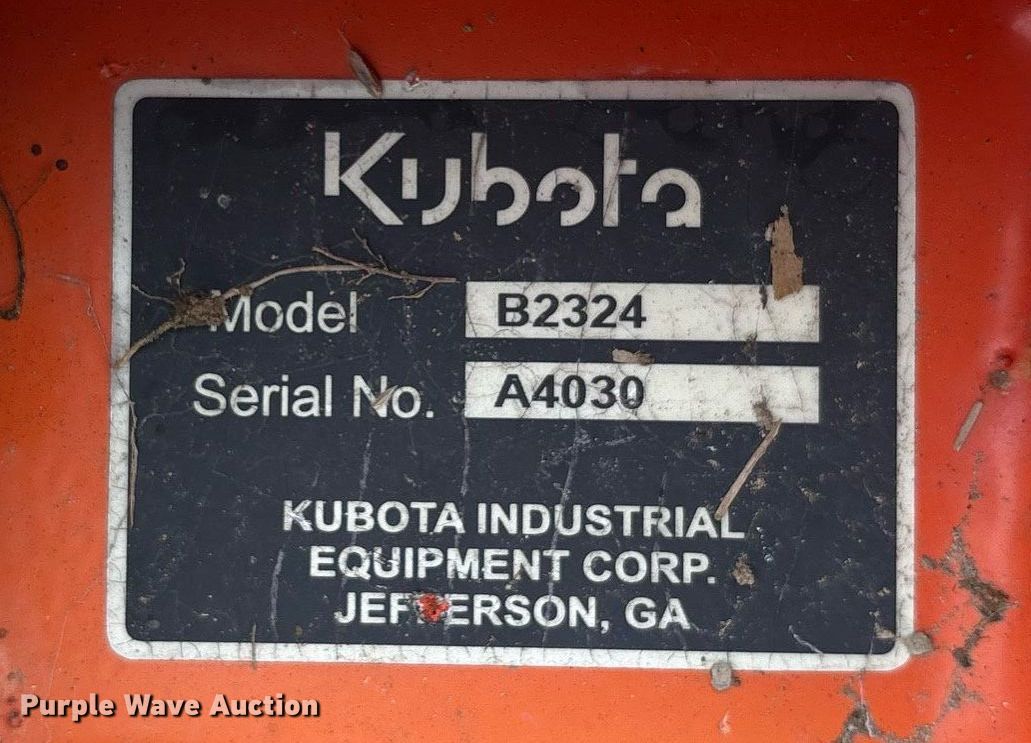 Kubota
Model B2324
Serial No. A4030
KUBOTA INDUSTRIAL
EQUIPMENT CORP.
JEFFERSON, GA
Purple Wave Auction